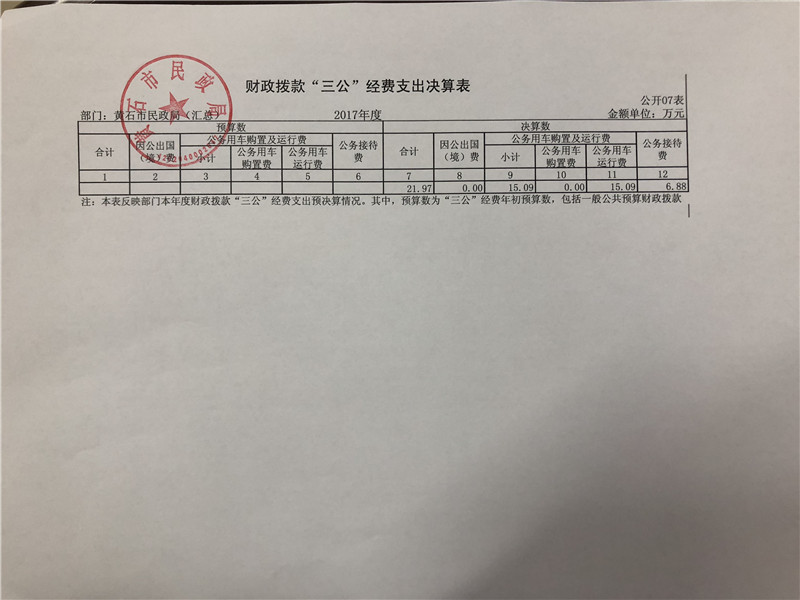 财政拨款“三公”经费支出决算表
公开07表
部门：黄石市民政局（汇总） 2017年度 金额单位：万元
预算数 决算数
合计 因公出国（境）费 公务用车购置及运行费 公务接待费 合计 因公出国（境）费 公务用车购置及运行费 公务接待费
小计 公务用车购置费 公务用车运行费 小计 公务用车购置费 公务用车运行费
1 2 3 4 5 6 7 8 9 10 11 12
21.97 0.00 15.09 0.00 15.09 6.88
注：本表反映部门本年度财政拨款“三公”经费支出预决算情况。其中，预算数为“三公”经费年初预算数，包括一般公共预算财政拨款
黄石市民政局